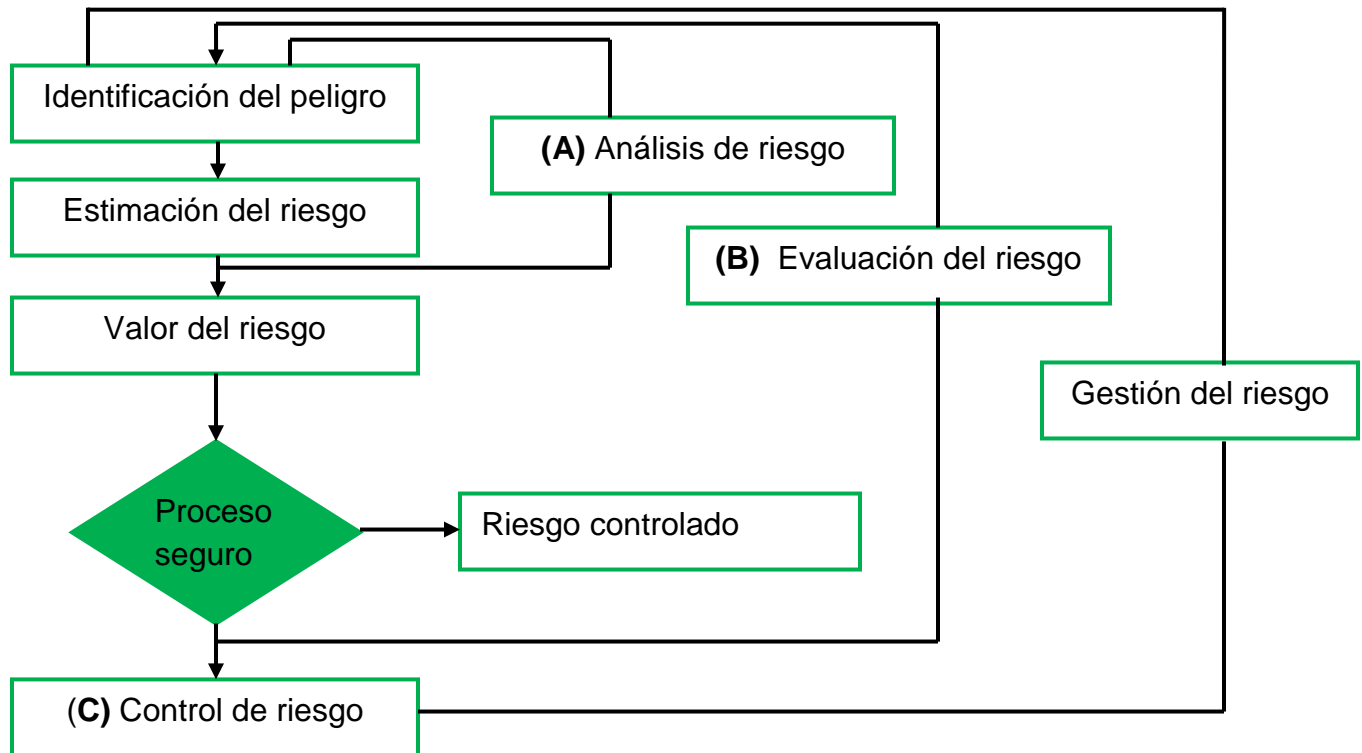 Identificación del peligro
(A) Análisis de riesgo
Estimación del riesgo
(B) Evaluación del riesgo
Valor del riesgo
Gestión del riesgo
Proceso
seguro
Riesgo controlado
(C) Control de riesgo